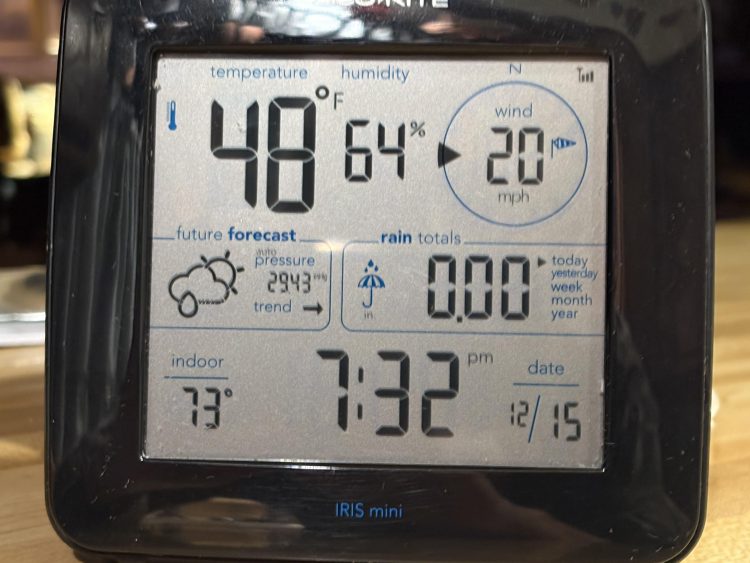 temperature humidity N
48°F 64% wind
20
mph
future forecast rain totals
auto
pressure
29.43 inHg
trend
0.00
in.
today
yesterday
week
month
year
indoor
73°
7:32 pm
date
12/15
IRIS mini